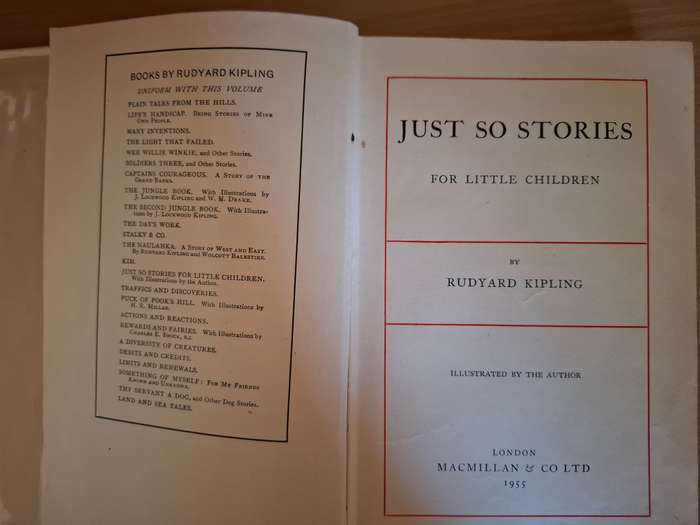 BOOKS BY RUDYARD KIPLING
UNIFORM WITH THIS VOLUME
PLAIN TALES FROM THE HILLS.
LIFE'S HANDICAP. BEING STORIES OF MINE
OWN PEOPLE.
MANY INVENTIONS.
THE LIGHT THAT FAILED.
WEE WILLIE WINKIE, and Other Stories.
SOLDIERS THREE, and Other Stories.
CAPTAINS COURAGEOUS. A STORY OF THE
GRAND BANKS.
THE JUNGLE BOOK. With Illustrations by
J. LOCKWOOD KIPLING and W. H. DRAKE.
THE SECOND JUNGLE BOOK. With Illustra-
tions by J. LOCKWOOD KIPLING.
THE DAY'S WORK.
STALKY & CO.
THE NAULAHKA. A STORY OF WEST AND EAST.
By RUDYARD KIPLING and WOLCOTT BALESTIER.
KIM.
JUST SO STORIES FOR LITTLE CHILDREN.
With Illustrations by the Author.
TRAFFICS AND DISCOVERIES.
PUCK OF POOK'S HILL. With Illustrations by
H. R. MILLAR.
ACTIONS AND REACTIONS.
REWARDS AND FAIRIES. With Illustrations by
CHARLES E. BROCK, R.I.
A DIVERSITY OF CREATURES.
DEBITS AND CREDITS.
LIMITS AND RENEWALS.
SOMETHING OF MYSELF: FOR MY FRIENDS
KNOWN AND UNKNOWN.
THY SERVANT A DOG, and Other Dog Stories.
LAND AND SEA TALES.
JUST SO STORIES
FOR LITTLE CHILDREN
BY
RUDYARD KIPLING
ILLUSTRATED BY THE AUTHOR
LONDON
MACMILLAN & CO LTD
1955